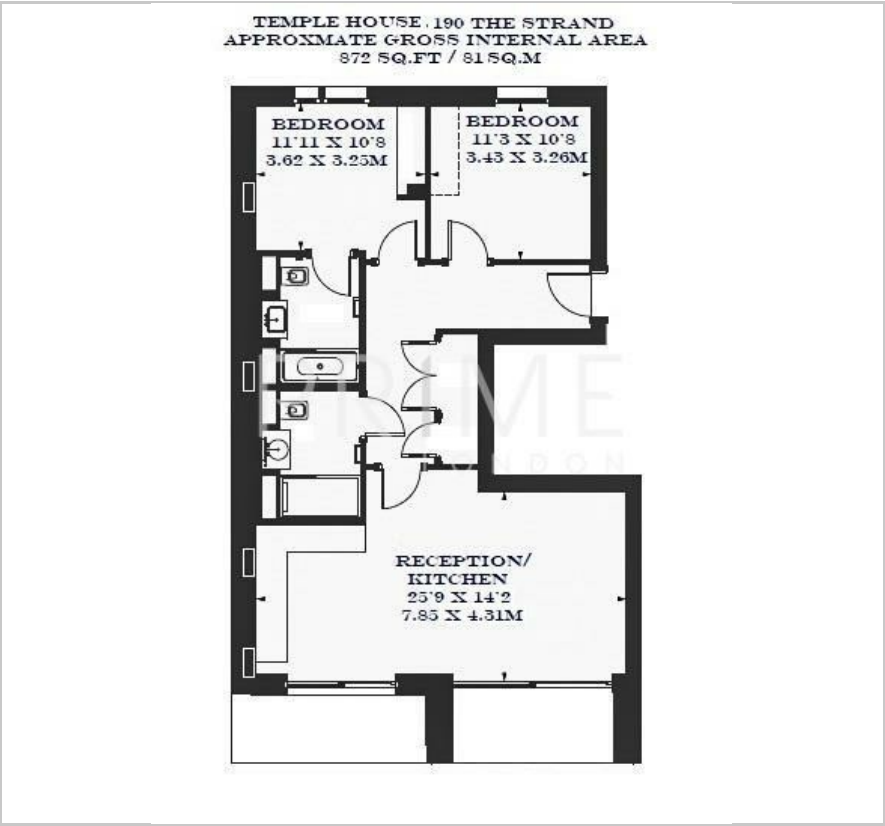 TEMPLE HOUSE. 190 THE STRAND
APPROXMATE GROSS INTERNAL AREA
872 SQ.FT / 81SQ.M
BEDROOM
11'11 X 10'8
3.62 X 3.25M
BEDROOM
11'3 X 10'8
3.43 X 3.26M
PRIME
LONDON
RECEPTION/
KITCHEN
25'9 X 14'2
7.85 X 4.31M